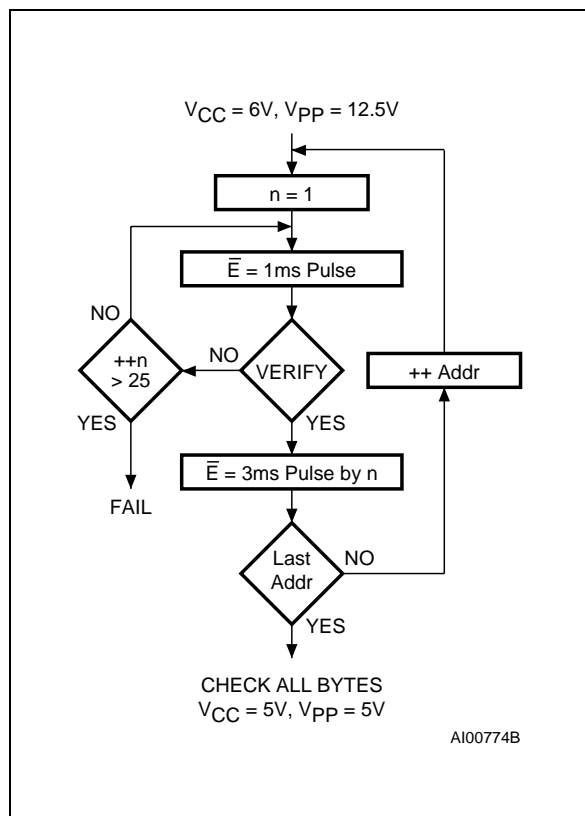 VCC = 6V, VPP = 12.5V
n = 1
E̅ = 1ms Pulse
NO
++n
> 25
NO
VERIFY
++ Addr
YES
YES
E̅ = 3ms Pulse by n
FAIL
Last
Addr
NO
YES
CHECK ALL BYTES
VCC = 5V, VPP = 5V
AI00774B